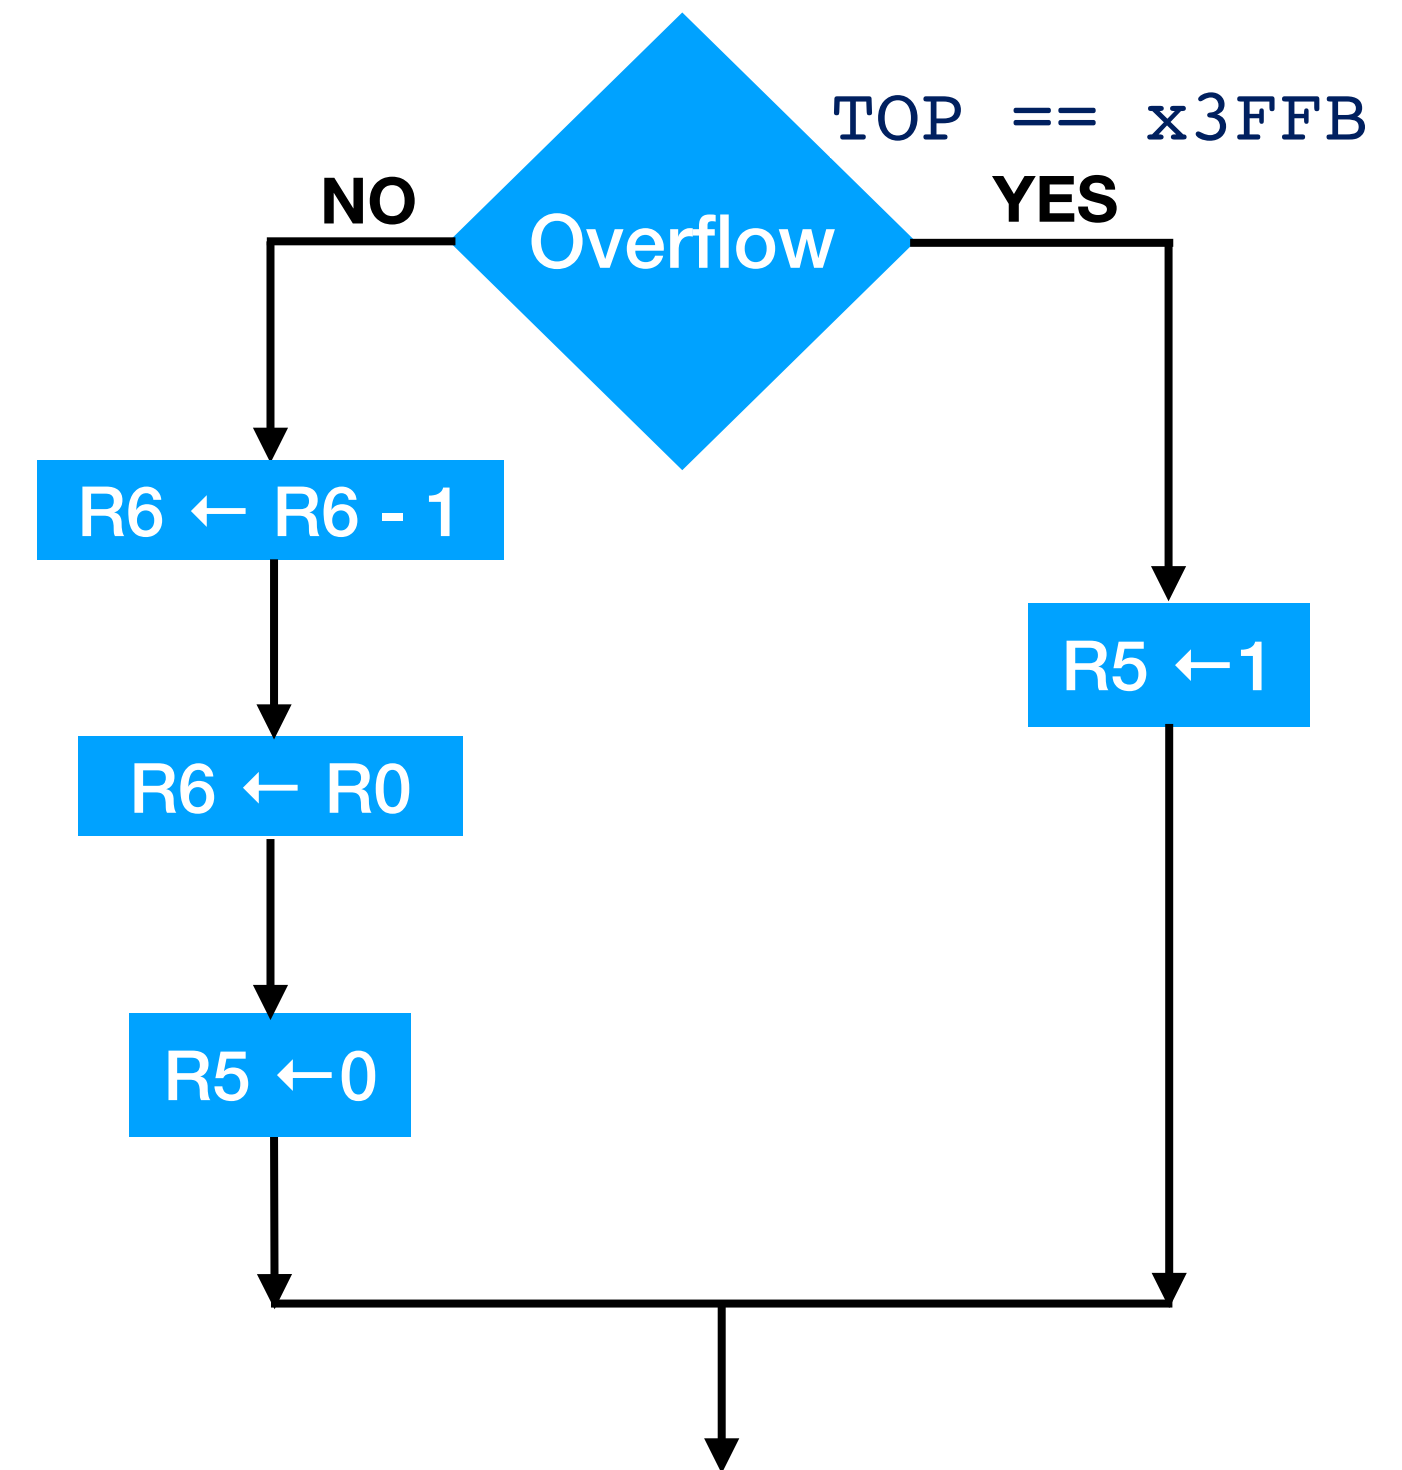 TOP == x3FFB
NO
YES
Overflow
R6 ← R6 - 1
R5 ←1
R6 ← R0
R5 ←0